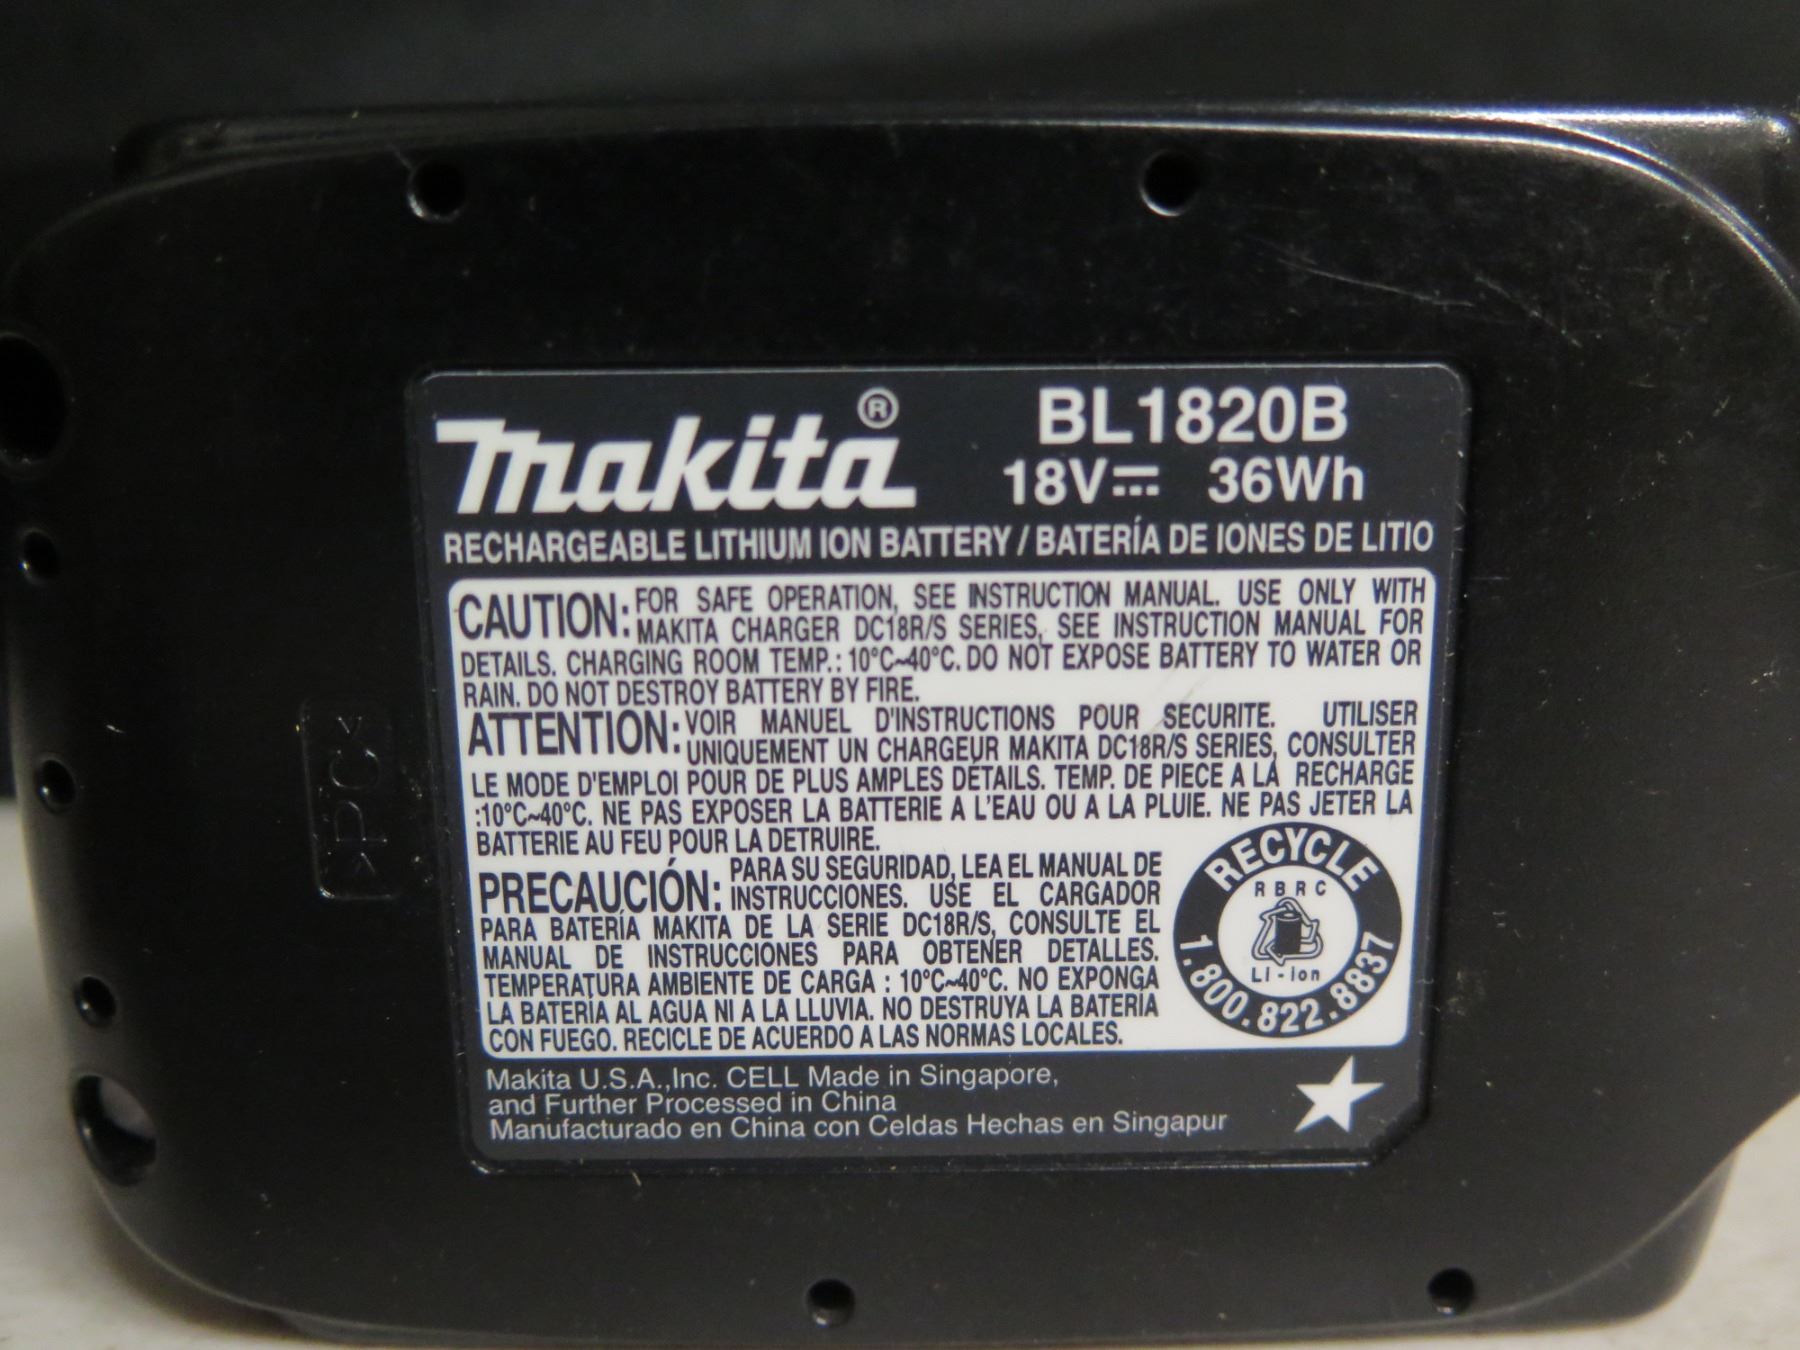 makita® BL1820B
18V⎓ 36Wh
RECHARGEABLE LITHIUM ION BATTERY / BATERÍA DE IONES DE LITIO
CAUTION: FOR SAFE OPERATION, SEE INSTRUCTION MANUAL. USE ONLY WITH
MAKITA CHARGER DC18R/S SERIES, SEE INSTRUCTION MANUAL FOR
DETAILS. CHARGING ROOM TEMP.: 10°C~40°C. DO NOT EXPOSE BATTERY TO WATER OR
RAIN. DO NOT DESTROY BATTERY BY FIRE.
ATTENTION: VOIR MANUEL D'INSTRUCTIONS POUR SECURITE. UTILISER
UNIQUEMENT UN CHARGEUR MAKITA DC18R/S SERIES, CONSULTER
LE MODE D'EMPLOI POUR DE PLUS AMPLES DÉTAILS. TEMP. DE PIECE A LA RECHARGE
:10°C~40°C. NE PAS EXPOSER LA BATTERIE A L'EAU OU A LA PLUIE. NE PAS JETER LA
BATTERIE AU FEU POUR LA DETRUIRE.
PRECAUCIÓN: PARA SU SEGURIDAD, LEA EL MANUAL DE
INSTRUCCIONES. USE EL CARGADOR
PARA BATERÍA MAKITA DE LA SERIE DC18R/S, CONSULTE EL
MANUAL DE INSTRUCCIONES PARA OBTENER DETALLES.
TEMPERATURA AMBIENTE DE CARGA : 10°C~40°C. NO EXPONGA
LA BATERÍA AL AGUA NI A LA LLUVIA. NO DESTRUYA LA BATERÍA
CON FUEGO. RECICLE DE ACUERDO A LAS NORMAS LOCALES.
RECYCLE
RBRC
Li-ion
1.800.822.8837
Makita U.S.A.,Inc. CELL Made in Singapore,
and Further Processed in China
Manufacturado en China con Celdas Hechas en Singapur
>PC<